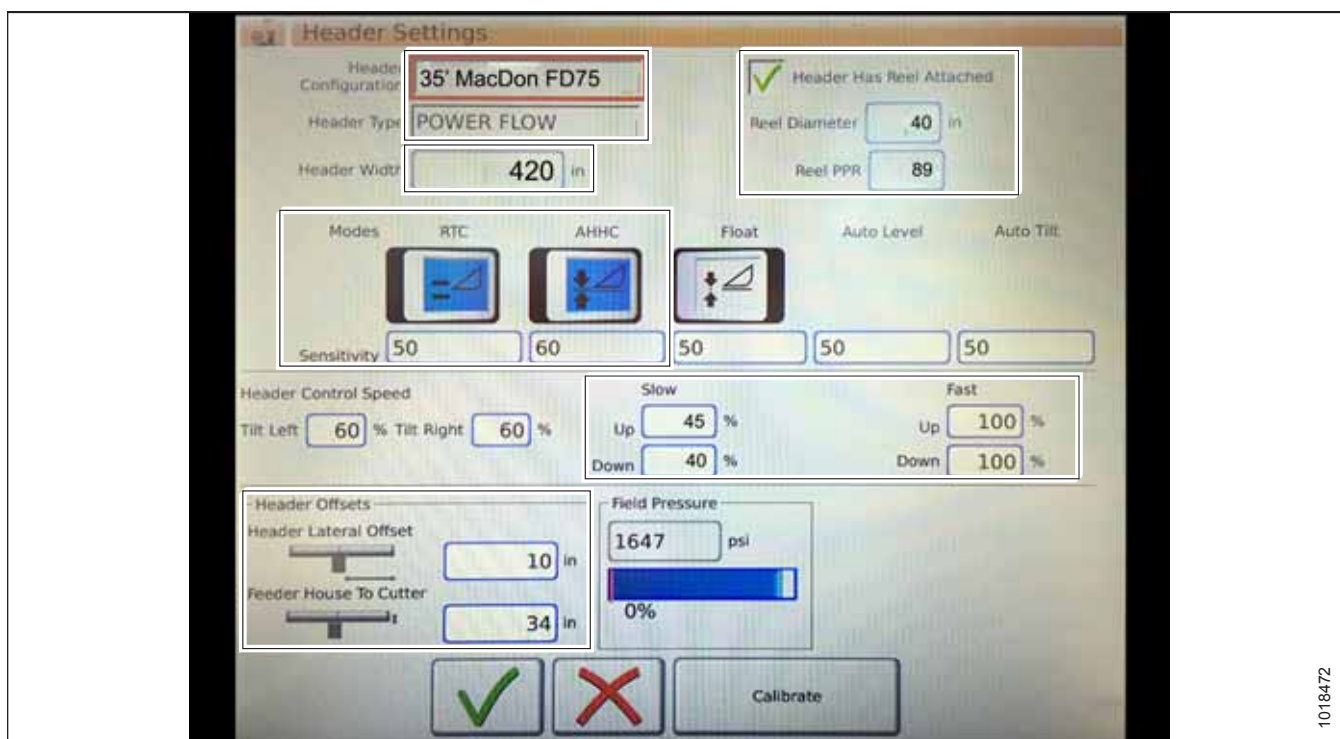 Header Settings
Header Configuration 35' MacDon FD75
Header Type POWER FLOW
Header Width 420 in
Header Has Reel Attached
Reel Diameter 40 in
Reel PPR 89
Modes RTC AHHC Float Auto Level Auto Tilt
Sensitivity 50 60 50 50 50
Header Control Speed
Tilt Left 60 % Tilt Right 60 %
Slow Fast
Up 45 % Up 100 %
Down 40 % Down 100 %
Header Offsets
Header Lateral Offset
10 in
Feeder House To Cutter
34 in
Field Pressure
1647 psi
0%
Calibrate
1018472